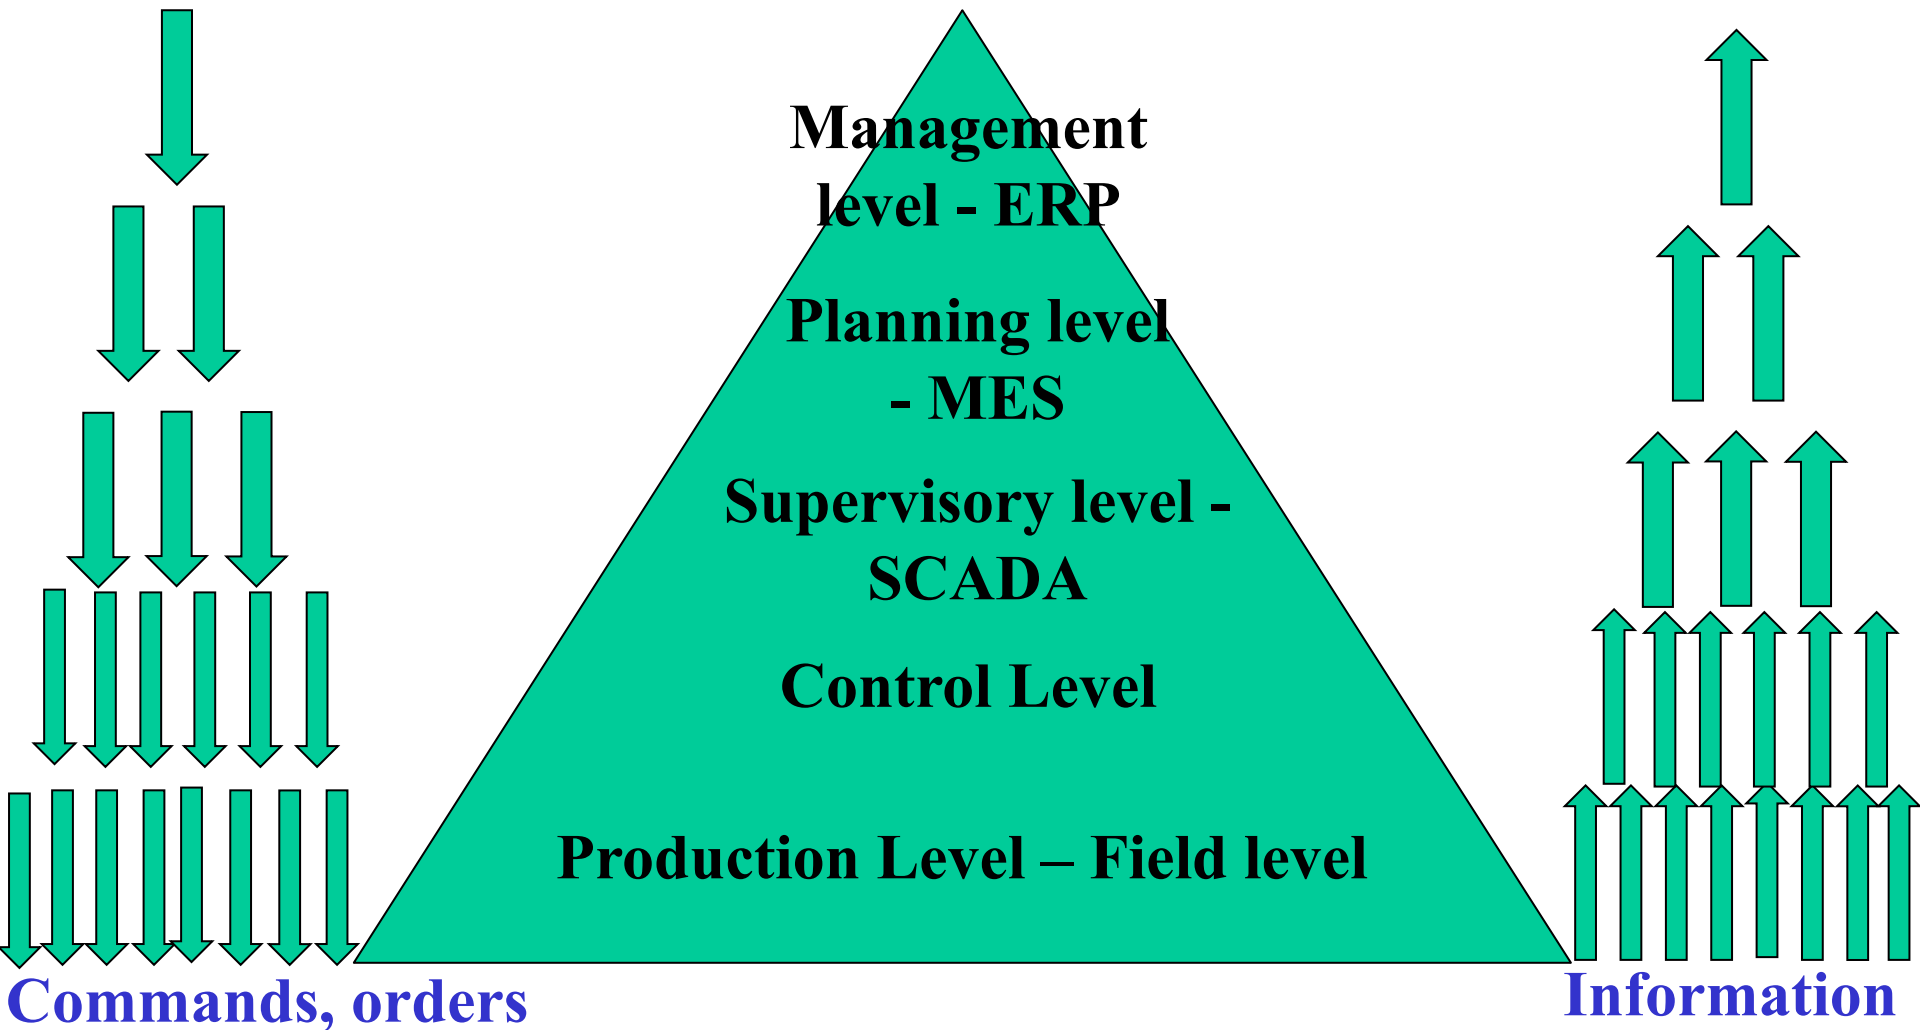 Management
level - ERP
Planning level
- MES
Supervisory level -
SCADA
Control Level
Production Level – Field level
Commands, orders
Information